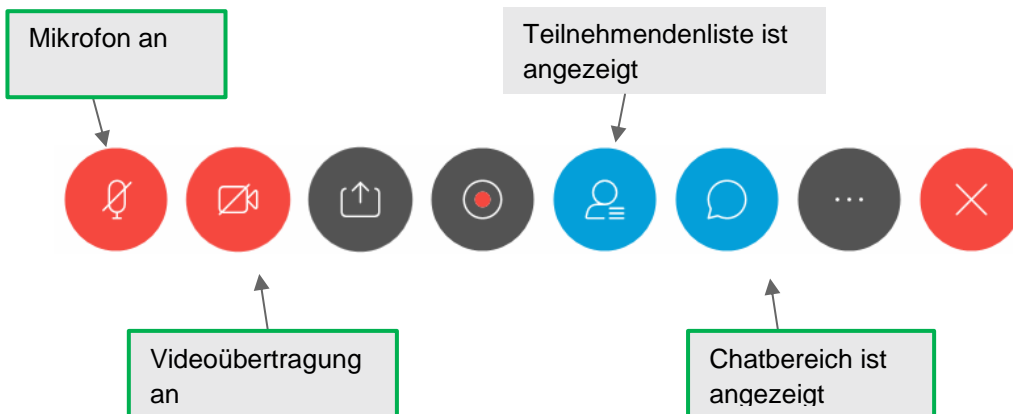 Mikrofon an
Teilnehmendenliste ist
angezeigt
Videoübertragung
an
Chatbereich ist
angezeigt